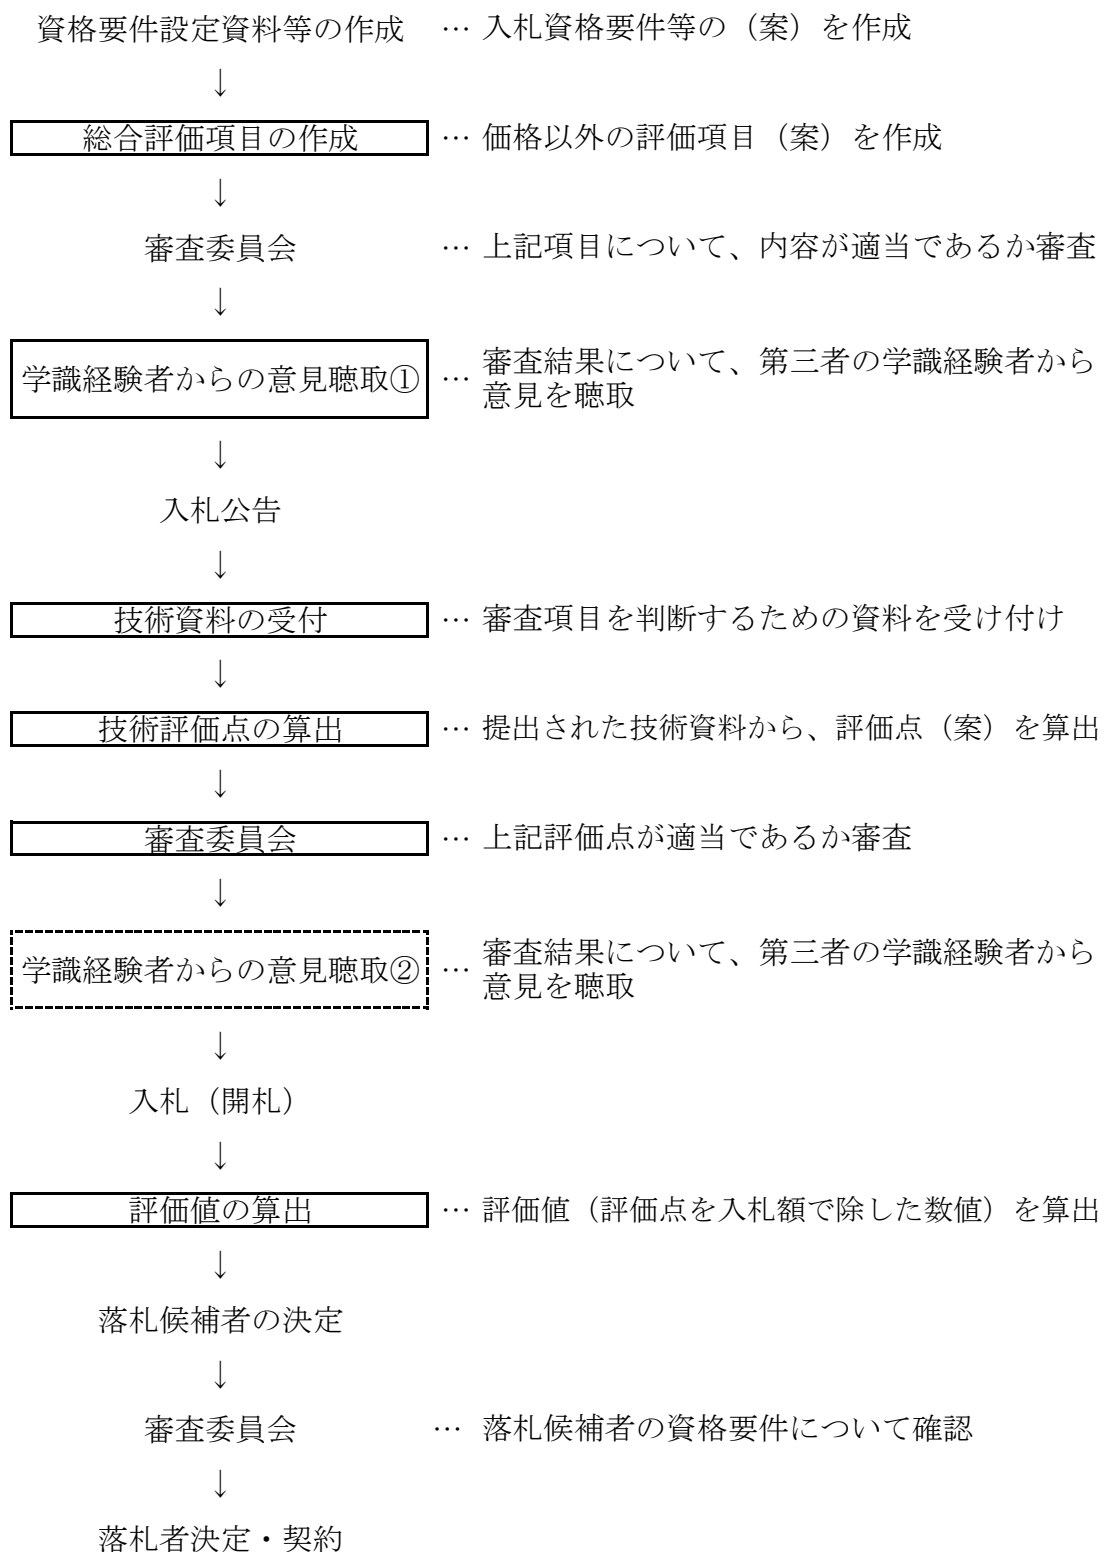 資格要件設定資料等の作成 … 入札資格要件等の（案）を作成
↓
総合評価項目の作成 … 価格以外の評価項目（案）を作成
↓
審査委員会 … 上記項目について、内容が適当であるか審査
↓
学識経験者からの意見聴取① … 審査結果について、第三者の学識経験者から
意見を聴取
↓
入札公告
↓
技術資料の受付 … 審査項目を判断するための資料を受け付け
↓
技術評価点の算出 … 提出された技術資料から、評価点（案）を算出
↓
審査委員会 … 上記評価点が適当であるか審査
↓
学識経験者からの意見聴取② … 審査結果について、第三者の学識経験者から
意見を聴取
↓
入札（開札）
↓
評価値の算出 … 評価値（評価点を入札額で除した数値）を算出
↓
落札候補者の決定
↓
審査委員会 … 落札候補者の資格要件について確認
↓
落札者決定・契約